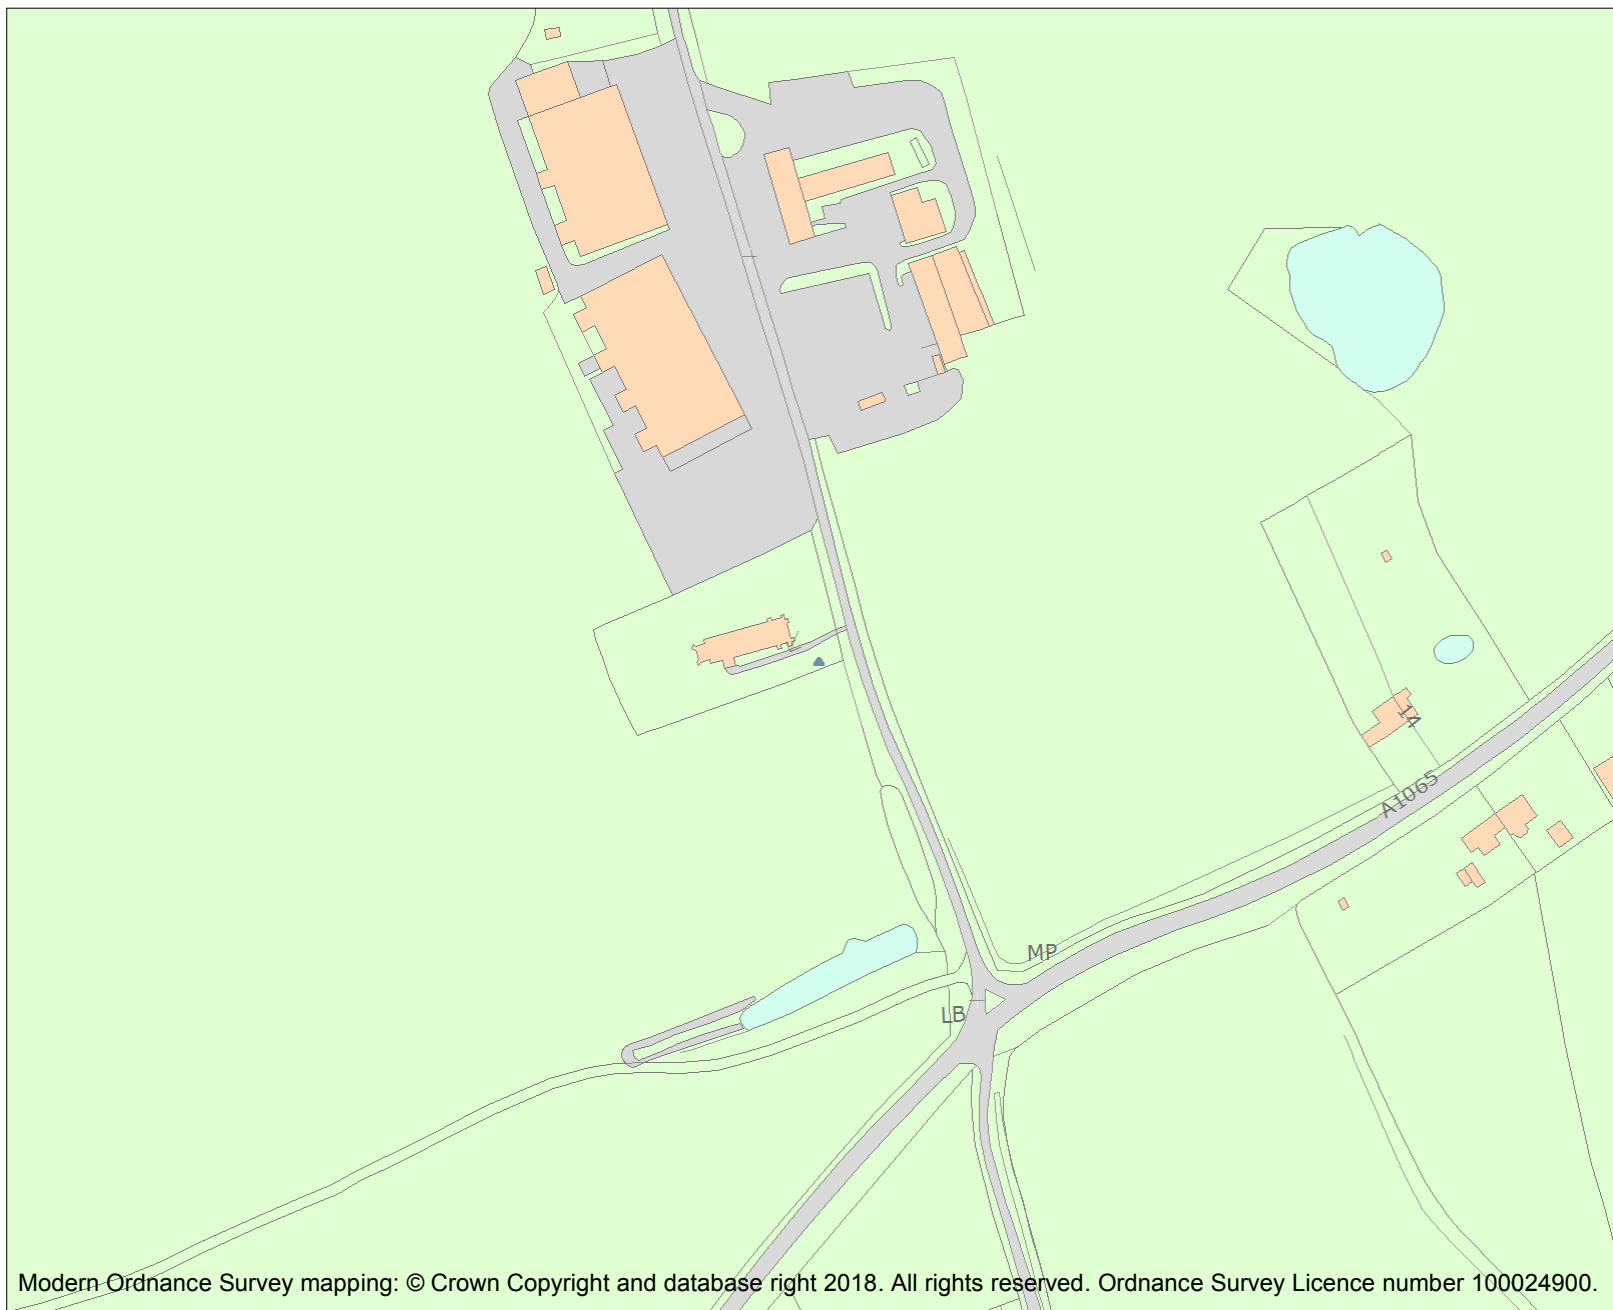 14
A1065
MP
LB
Modern Ordnance Survey mapping: © Crown Copyright and database right 2018. All rights reserved. Ordnance Survey Licence number 100024900.